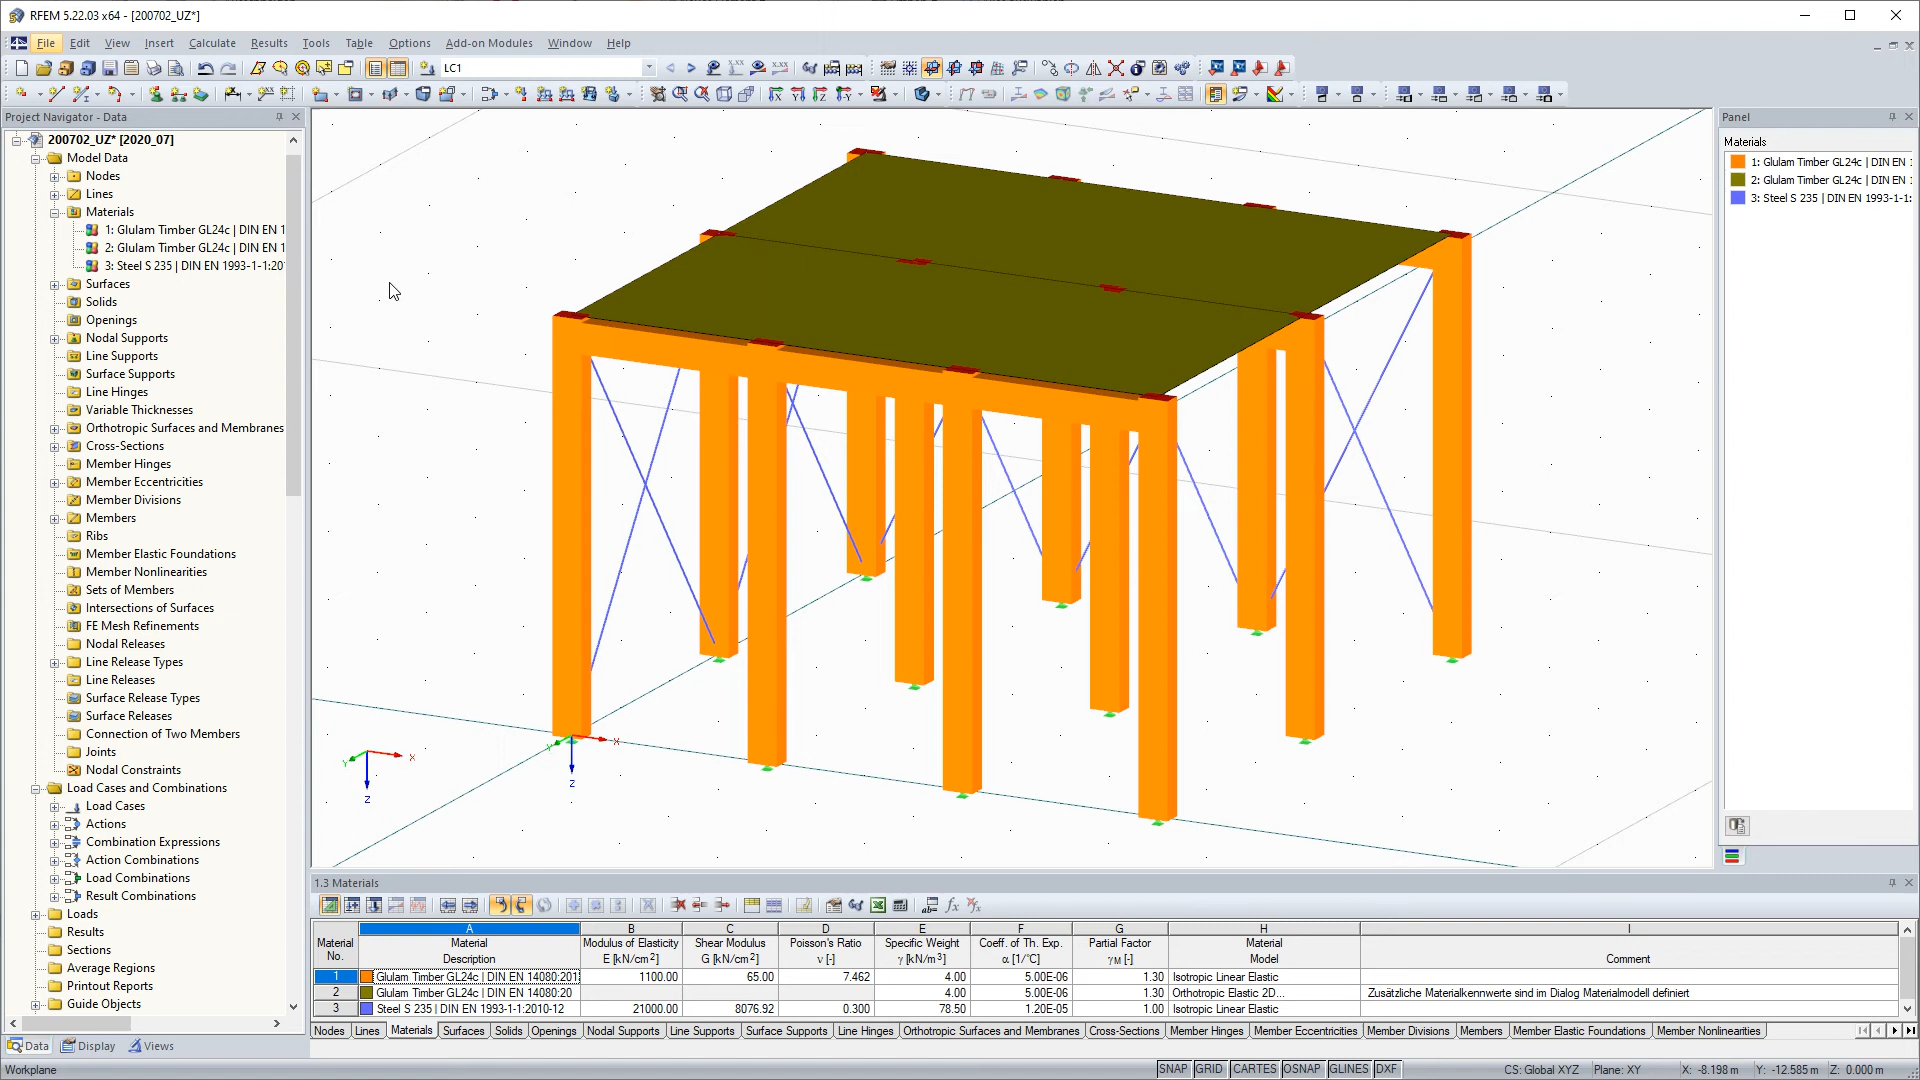 RFEM 5.22.03 x64 - [200702_UZ*]
File Edit View Insert Calculate Results Tools Table Options Add-on Modules Window Help
LC1
Project Navigator - Data
200702_UZ* [2020_07]
Model Data
Nodes
Lines
Materials
1: Glulam Timber GL24c | DIN EN 1
2: Glulam Timber GL24c | DIN EN 1
3: Steel S 235 | DIN EN 1993-1-1:20
Surfaces
Solids
Openings
Nodal Supports
Line Supports
Surface Supports
Line Hinges
Variable Thicknesses
Orthotropic Surfaces and Membranes
Cross-Sections
Member Hinges
Member Eccentricities
Member Divisions
Members
Ribs
Member Elastic Foundations
Member Nonlinearities
Sets of Members
Intersections of Surfaces
FE Mesh Refinements
Nodal Releases
Line Release Types
Line Releases
Surface Release Types
Surface Releases
Connection of Two Members
Joints
Nodal Constraints
Load Cases and Combinations
Load Cases
Actions
Combination Expressions
Action Combinations
Load Combinations
Result Combinations
Loads
Results
Sections
Average Regions
Printout Reports
Guide Objects
Data Display Views
X
Y
Z
Y
X
Z
Panel
Materials
1: Glulam Timber GL24c | DIN EN 1
2: Glulam Timber GL24c | DIN EN 1
3: Steel S 235 | DIN EN 1993-1-1:
1.3 Materials
A B C D E F G H I
Material Material Modulus of Elasticity Shear Modulus Poisson's Ratio Specific Weight Coeff. of Th. Exp. Partial Factor Material
No. Description E [kN/cm²] G [kN/cm²] ν [-] γ [kN/m³] α [1/°C] γM [-] Model Comment
1 Glulam Timber GL24c | DIN EN 14080:201 1100.00 65.00 7.462 4.00 5.00E-06 1.30 Isotropic Linear Elastic
2 Glulam Timber GL24c | DIN EN 14080:20 4.00 5.00E-06 1.30 Orthotropic Elastic 2D... Zusätzliche Materialkennwerte sind im Dialog Materialmodell definiert
3 Steel S 235 | DIN EN 1993-1-1:2010-12 21000.00 8076.92 0.300 78.50 1.20E-05 1.00 Isotropic Linear Elastic
Nodes Lines Materials Surfaces Solids Openings Nodal Supports Line Supports Surface Supports Line Hinges Orthotropic Surfaces and Membranes Cross-Sections Member Hinges Member Eccentricities Member Divisions Members Member Elastic Foundations Member Nonlinearities
Workplane SNAP GRID CARTES OSNAP GLINES DXF CS: Global XYZ Plane: XY X: -8.198 m Y: -12.585 m Z: 0.000 m